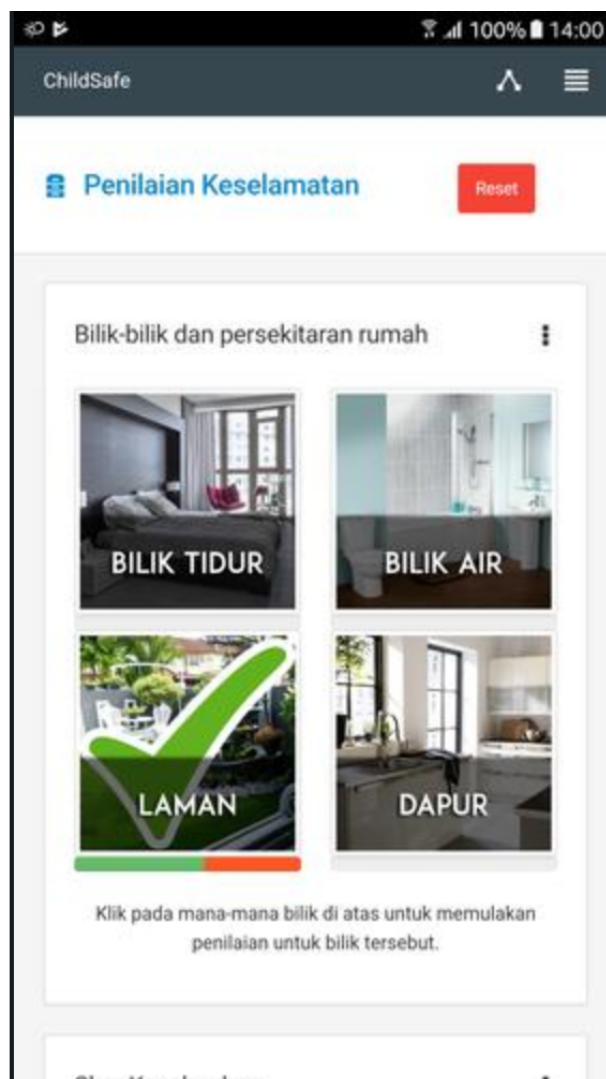 100% 14:00
ChildSafe
Penilaian Keselamatan
Reset
Bilik-bilik dan persekitaran rumah
BILIK TIDUR
BILIK AIR
LAMAN
DAPUR
Klik pada mana-mana bilik di atas untuk memulakan
penilaian untuk bilik tersebut.